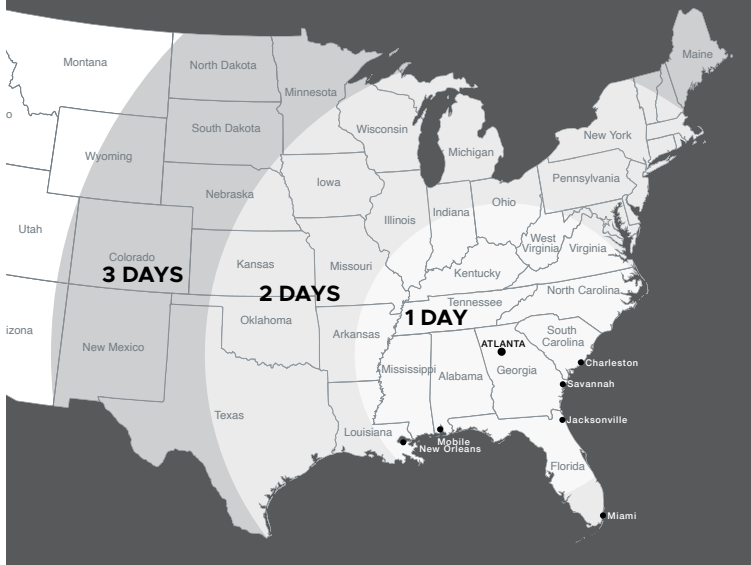 Maine
Montana
North Dakota
Minnesota
o
South Dakota
Wisconsin
New York
Michigan
Wyoming
Pennsylvania
Iowa
Nebraska
Ohio
Indiana
Illinois
Utah
West
Virginia
Virginia
Colorado
Kansas
Missouri
Kentucky
3 DAYS
2 DAYS
North Carolina
Tennessee
1 DAY
Oklahoma
izona
Arkansas
South
Carolina
ATLANTA
New Mexico
Charleston
Mississippi
Alabama
Georgia
Savannah
Texas
Jacksonville
Louisiana
Mobile
New Orleans
Florida
Miami